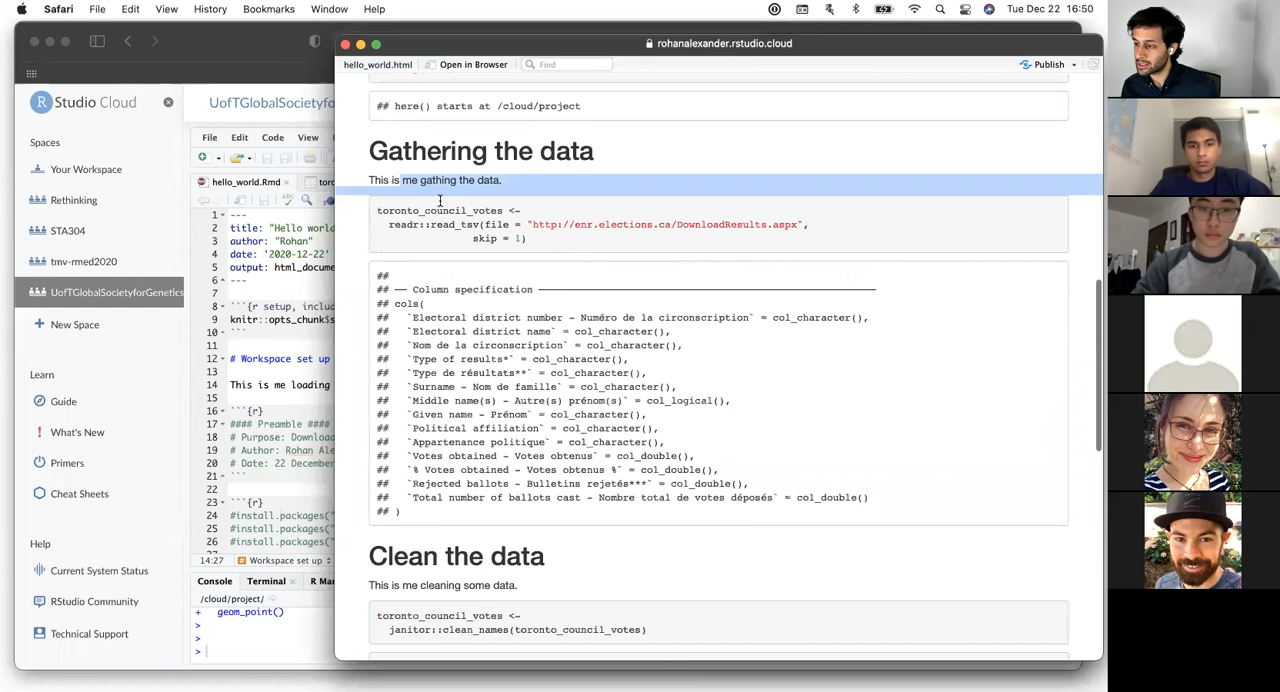 Safari File Edit View History Bookmarks Window Help Tue Dec 22 16:50
rohanalexander.rstudio.cloud
hello_world.html Open in Browser Find Publish
R Studio Cloud
UofTGlobalSocietyfo
Spaces
Your Workspace
Rethinking
STA304
tmv-rmed2020
UofTGlobalSocietyforGenetics
New Space
Learn
Guide
What's New
Primers
Cheat Sheets
Help
Current System Status
RStudio Community
Technical Support
File Edit Code View
hello_world.Rmd toro
1 ---
2 title: "Hello world
3 author: "Rohan"
4 date: '2020-12-22'
5 output: html_docume
6 ---
7
8 ```{r setup, includ
9 knitr::opts_chunk$s
10 ```
11
12 # Workspace set up
13
14 This is me loading
15
16 ```{r}
17 #### Preamble ####
18 # Purpose: Download
19 # Author: Rohan Ale
20 # Date: 22 December
21 ```
22
23 ```{r}
24 #install.packages("
25 #install.packages("
26 #install.packages("
14:27 Workspace set up
Console Terminal R Mar
/cloud/project/
+ geom_point()
>
>
>
## here() starts at /cloud/project
Gathering the data
This is me gathing the data.
toronto_council_votes <-
readr::read_tsv(file = "http://enr.elections.ca/DownloadResults.aspx",
skip = 1)
##
## ── Column specification ────────────────────────────────
## cols(
## `Electoral district number - Numéro de la circonscription` = col_character(),
## `Electoral district name` = col_character(),
## `Nom de la circonscription` = col_character(),
## `Type of results*` = col_character(),
## `Type de résultats**` = col_character(),
## `Surname - Nom de famille` = col_character(),
## `Middle name(s) - Autre(s) prénom(s)` = col_logical(),
## `Given name - Prénom` = col_character(),
## `Political affiliation` = col_character(),
## `Appartenance politique` = col_character(),
## `Votes obtained - Votes obtenus` = col_double(),
## `% Votes obtained - Votes obtenus %` = col_double(),
## `Rejected ballots - Bulletins rejetés***` = col_double(),
## `Total number of ballots cast - Nombre total de votes déposés` = col_double()
## )
Clean the data
This is me cleaning some data.
toronto_council_votes <-
janitor::clean_names(toronto_council_votes)